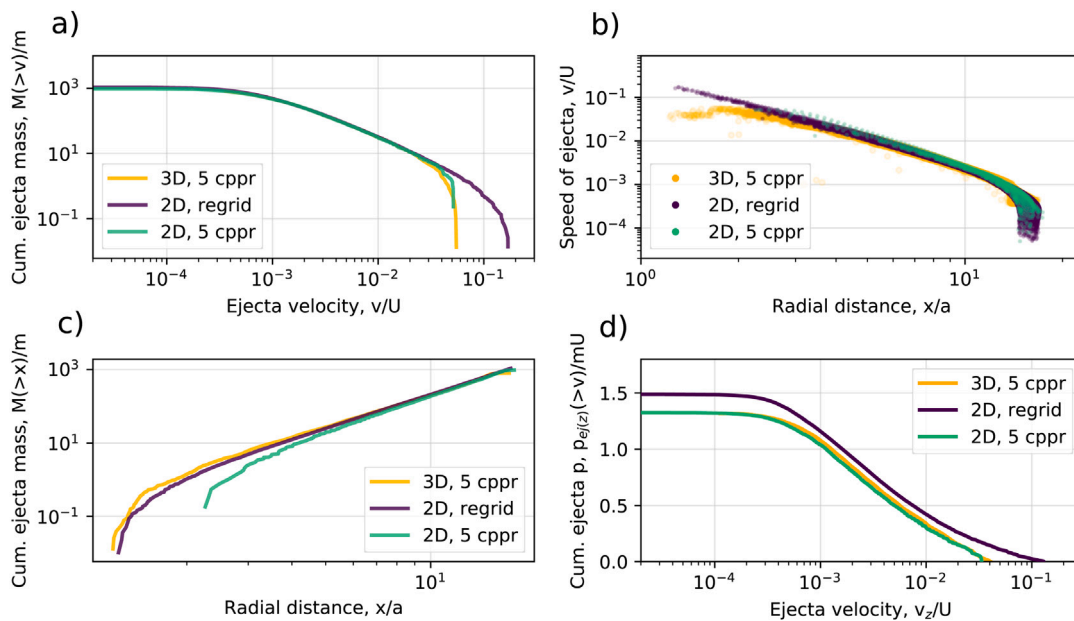 a)
Cum. ejecta mass, M(>v)/m
10³
10¹
10⁻¹
3D, 5 cppr
2D, regrid
2D, 5 cppr
10⁻⁴ 10⁻³ 10⁻² 10⁻¹
Ejecta velocity, v/U
b)
Speed of ejecta, v/U
10⁻¹
10⁻²
10⁻³
10⁻⁴
3D, 5 cppr
2D, regrid
2D, 5 cppr
10⁰ 10¹
Radial distance, x/a
c)
Cum. ejecta mass, M(>x)/m
10³
10¹
10⁻¹
3D, 5 cppr
2D, regrid
2D, 5 cppr
10¹
Radial distance, x/a
d)
Cum. ejecta p, p_ej(z)(>v)/mU
1.5
1.0
0.5
0.0
3D, 5 cppr
2D, regrid
2D, 5 cppr
10⁻⁴ 10⁻³ 10⁻² 10⁻¹
Ejecta velocity, v_z/U